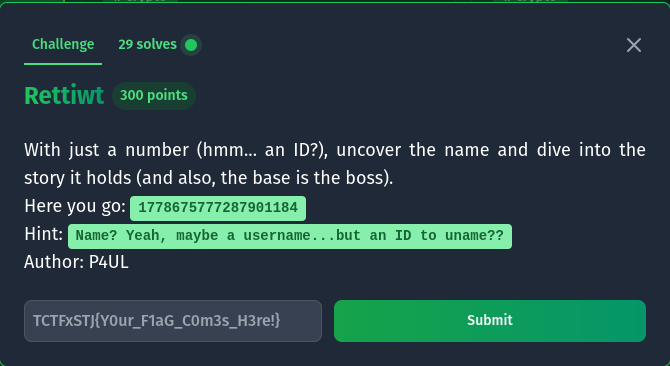 Challenge 29 solves
Rettiwt 300 points
With just a number (hmm... an ID?), uncover the name and dive into the
story it holds (and also, the base is the boss).
Here you go: 1778675777287901184
Hint: Name? Yeah, maybe a username...but an ID to uname??
Author: P4UL
TCTFxSTJ{Y0ur_F1aG_C0m3s_H3re!}
Submit